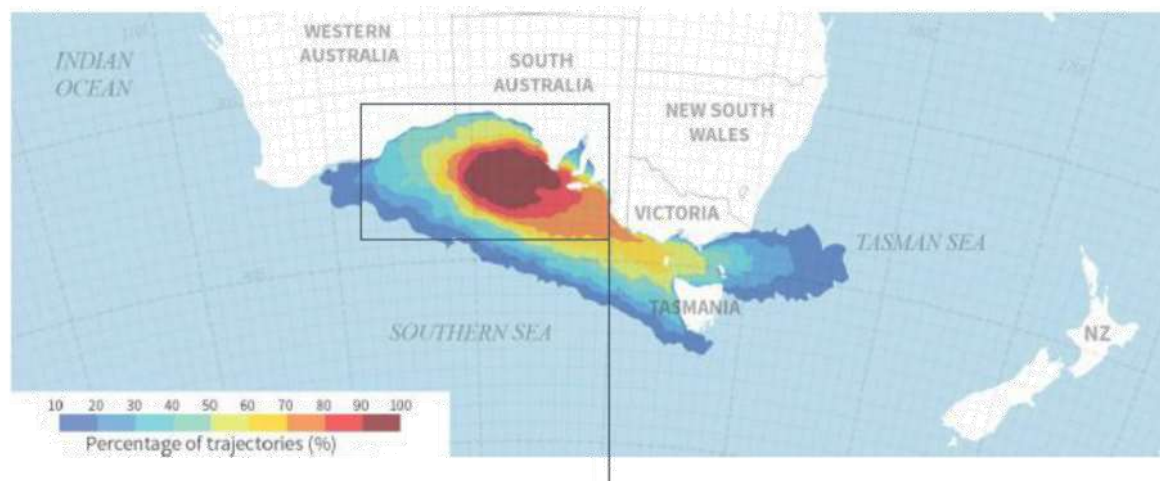 INDIAN
OCEAN
WESTERN
AUSTRALIA
SOUTH
AUSTRALIA
NEW SOUTH
WALES
VICTORIA
TASMAN SEA
TASMANIA
SOUTHERN SEA
NZ
10 20 30 40 50 60 70 80 90 100
Percentage of trajectories (%)